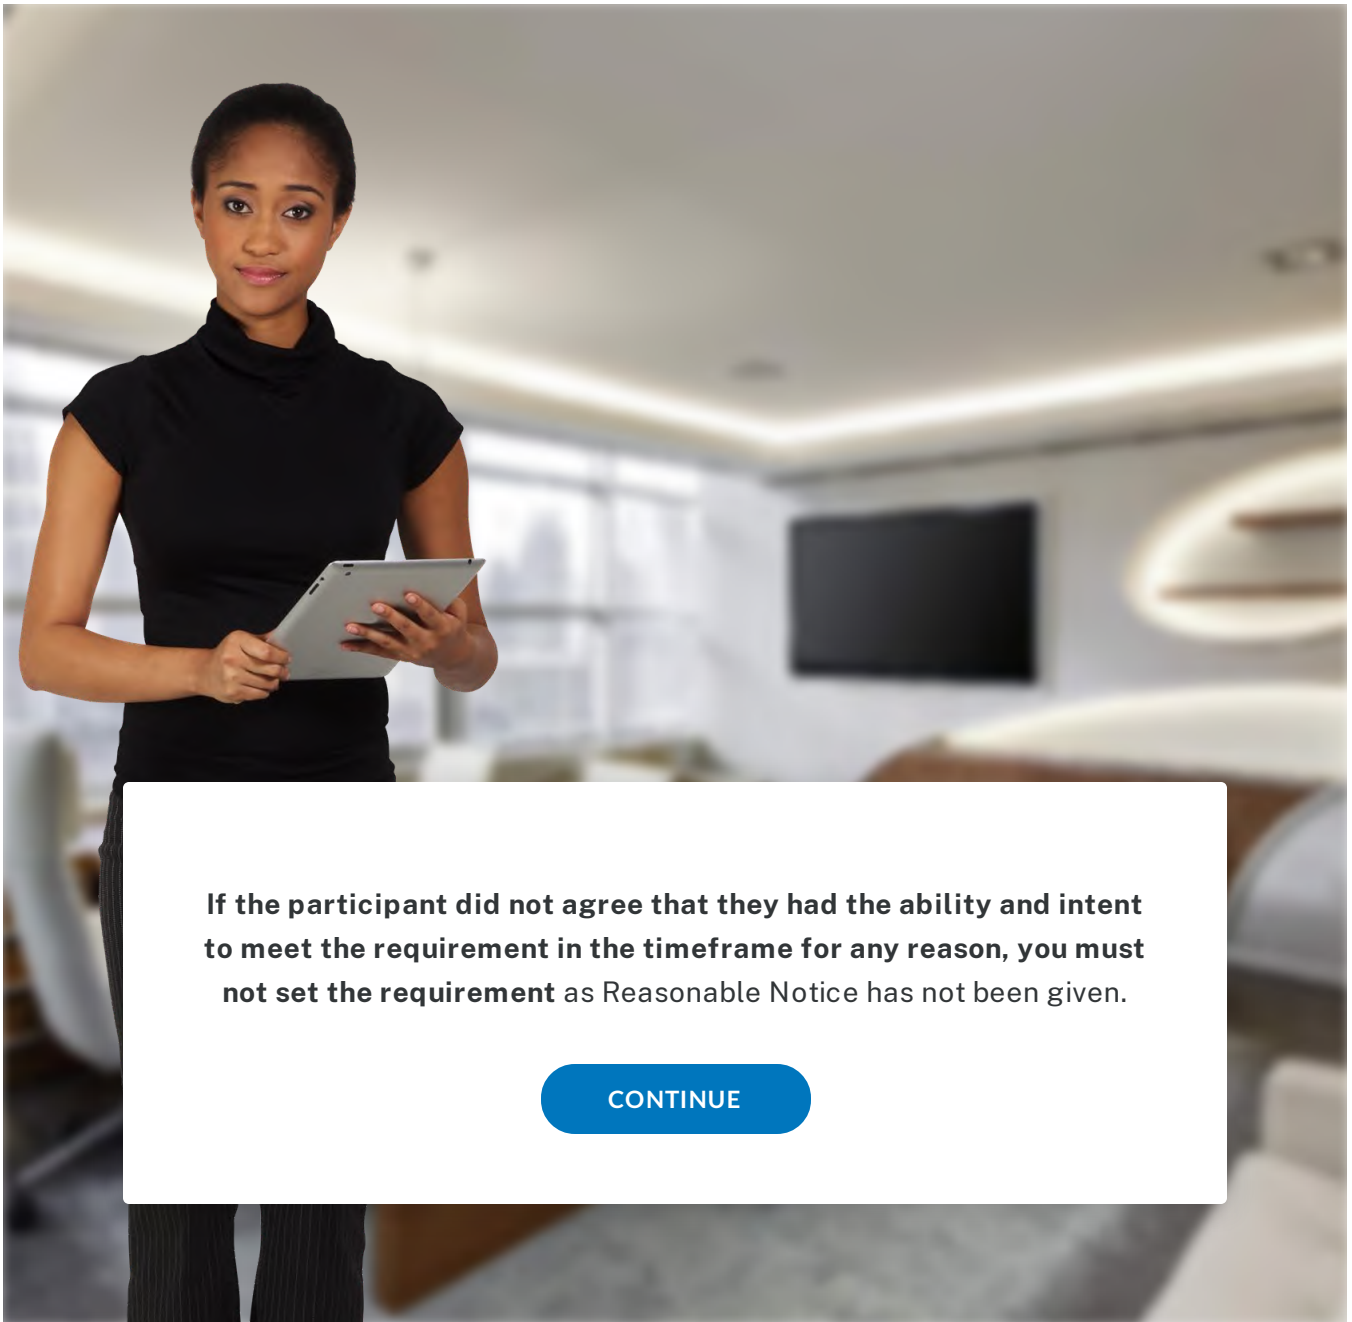 If the participant did not agree that they had the ability and intent
to meet the requirement in the timeframe for any reason, you must
not set the requirement as Reasonable Notice has not been given.
CONTINUE